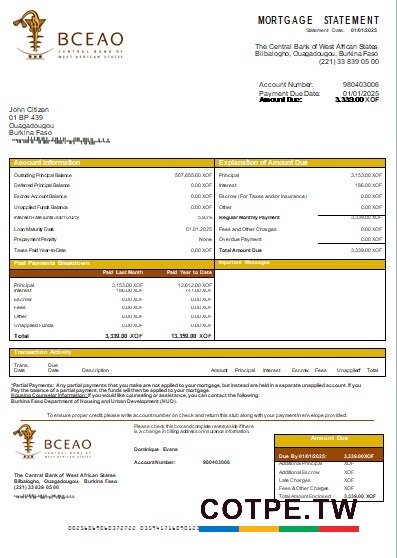 MORTGAGE STATEMENT
Statement Date: 01/01/2025
BCEAO
CENTRAL BANK OF
WEST AFRICAN STATES
The Central Bank of West African States
Bilbalogho, Ouagadougou, Burkina Faso
(221) 33 839 05 00
Account Number: 980403006
Payment Due Date: 01/01/2025
Amount Due: 3,339.00 XOF
John Citizen
01 BP 439
Ouagadougou
Burkina Faso
Account Information
Outstanding Principal Balance 507,855.00 XOF
Deferred Principal Balance 0.00 XOF
Escrow Account Balance 0.00 XOF
Unapplied Funds Balance 0.00 XOF
Interest Rate
Loan Maturity Date 01.01.2025
Prepayment Penalty None
Taxes Paid Year-to-Date 0.00 XOF
Explanation of Amount Due
Principal 3,153.00 XOF
Interest 186.00 XOF
Escrow (For Taxes and/or Insurance) 0.00 XOF
Other 0.00 XOF
Regular Monthly Payment 3,339.00 XOF
Fees and Other Charges 0.00 XOF
Overdue Payment 0.00 XOF
Total Amount Due 3,339.00 XOF
Past Payments Breakdown
Paid Last Month Paid Year to Date
Principal 3,153.00 XOF 12,612.00 XOF
Interest 186.00 XOF 747.00 XOF
Escrow 0.00 XOF 0.00 XOF
Fees 0.00 XOF 0.00 XOF
Other 0.00 XOF 0.00 XOF
Unapplied Funds 0.00 XOF 0.00 XOF
Total 3,339.00 XOF 13,359.00 XOF
Important Messages
Transaction Activity
Trans. Date Due Date Description Amount Principal Interest Escrow Fees Unapplied* Total
*Partial Payments: Any partial payments that you make are not applied to your mortgage, but instead are held in a separate unapplied account. If you
Pay the balance of a partial payment, the funds will then be applied to your mortgage.
Housing Counselor Information: If you would like counseling or assistance, you can contact the following:
Burkina Faso Department of Housing and Urban Development (HUD).
To ensure proper credit, please write account number on check and return this stub along with your payment in envelope provided.
BCEAO
CENTRAL BANK OF
WEST AFRICAN STATES
The Central Bank of West African States
Bilbalogho, Ouagadougou, Burkina Faso
(221) 33 839 05 00
Please check this box and complete reverse side if there
is a change in billing address or insurance information.
Dominique Evans
Account Number: 980403006
Amount Due
Due By 01/01/2025: 3,339.00 XOF
Additional Principal XOF
Additional Escrow XOF
Late Charges XOF
Fees & Other Charges XOF
Total Amount Enclosed 3,339.00 XOF
COTPE.TW